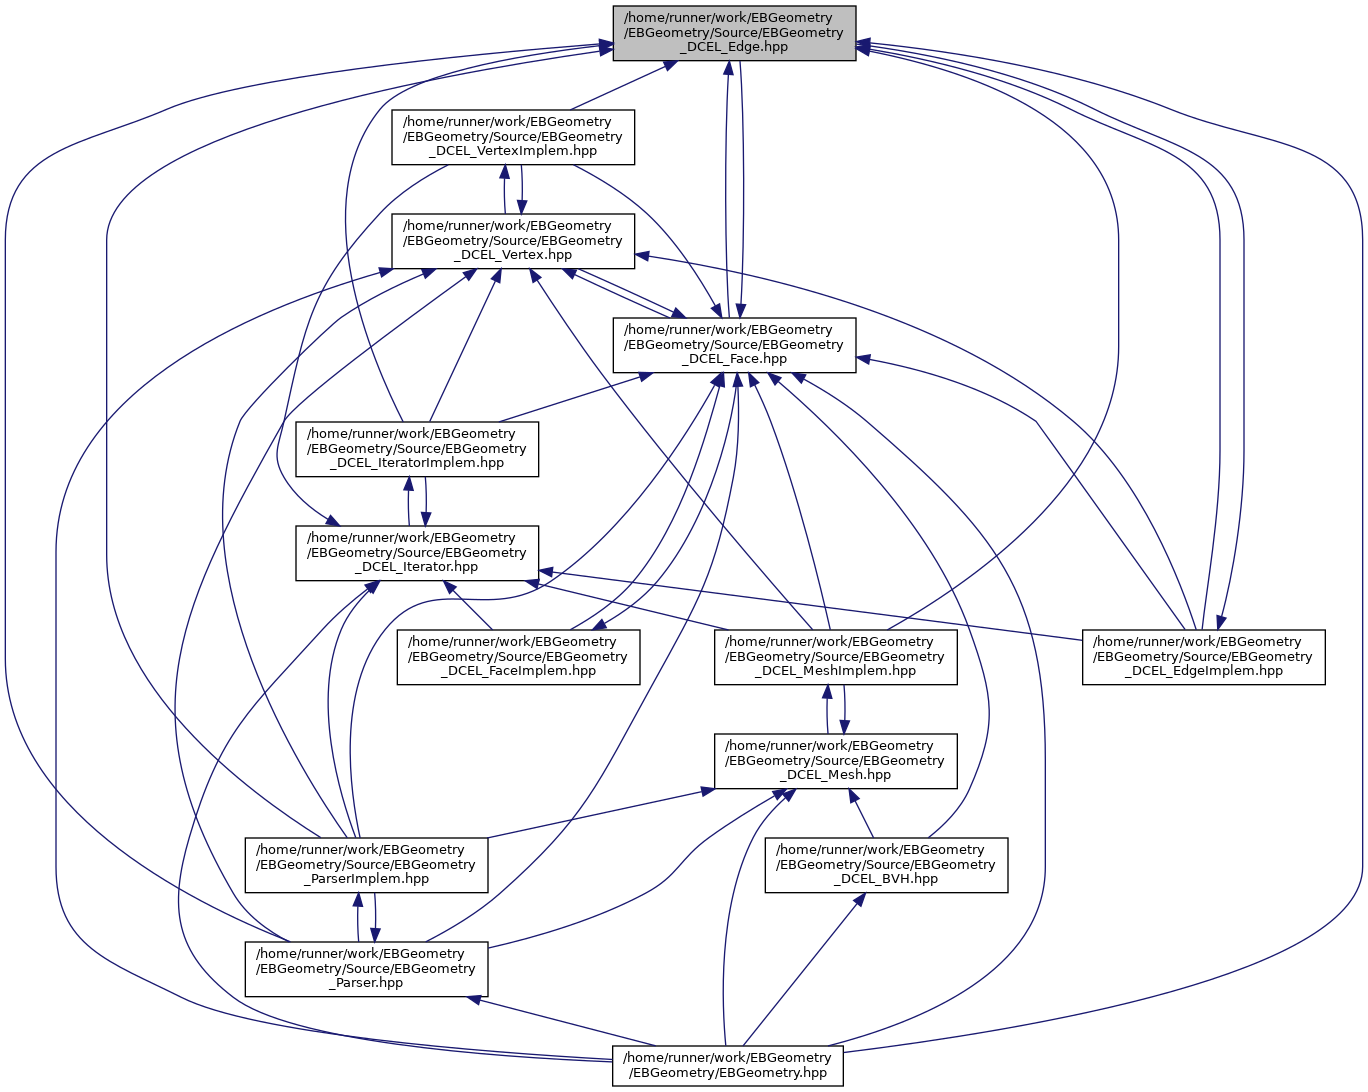 /home/runner/work/EBGeometry
/EBGeometry/Source/EBGeometry
_DCEL_Edge.hpp
/home/runner/work/EBGeometry
/EBGeometry/Source/EBGeometry
_DCEL_VertexImplem.hpp
/home/runner/work/EBGeometry
/EBGeometry/Source/EBGeometry
_DCEL_Vertex.hpp
/home/runner/work/EBGeometry
/EBGeometry/Source/EBGeometry
_DCEL_Face.hpp
/home/runner/work/EBGeometry
/EBGeometry/Source/EBGeometry
_DCEL_IteratorImplem.hpp
/home/runner/work/EBGeometry
/EBGeometry/Source/EBGeometry
_DCEL_Iterator.hpp
/home/runner/work/EBGeometry
/EBGeometry/Source/EBGeometry
_DCEL_FaceImplem.hpp
/home/runner/work/EBGeometry
/EBGeometry/Source/EBGeometry
_DCEL_MeshImplem.hpp
/home/runner/work/EBGeometry
/EBGeometry/Source/EBGeometry
_DCEL_EdgeImplem.hpp
/home/runner/work/EBGeometry
/EBGeometry/Source/EBGeometry
_DCEL_Mesh.hpp
/home/runner/work/EBGeometry
/EBGeometry/Source/EBGeometry
_ParserImplem.hpp
/home/runner/work/EBGeometry
/EBGeometry/Source/EBGeometry
_DCEL_BVH.hpp
/home/runner/work/EBGeometry
/EBGeometry/Source/EBGeometry
_Parser.hpp
/home/runner/work/EBGeometry
/EBGeometry/EBGeometry.hpp